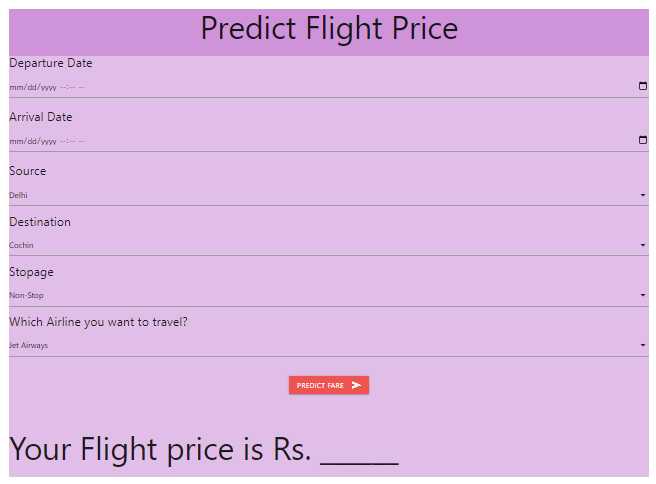 Predict Flight Price
Departure Date
mm/dd/yyyy --:-- --
Arrival Date
mm/dd/yyyy --:-- --
Source
Delhi
Destination
Cochin
Stopage
Non-Stop
Which Airline you want to travel?
Jet Airways
PREDICT FARE
Your Flight price is Rs. ______